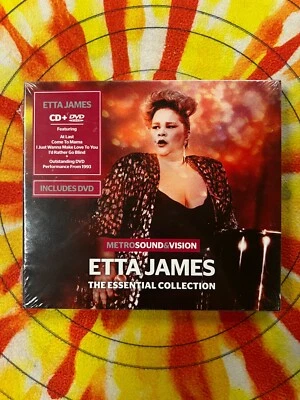 ETTA JAMES
CD+DVD
Featuring
At Last
Come To Mama
I Just Wanna Make Love To You
I'd Rather Go Blind
+
Outstanding DVD
Performance From 1993
INCLUDES DVD
METROSOUND&VISION
ETTA JAMES
THE ESSENTIAL COLLECTION